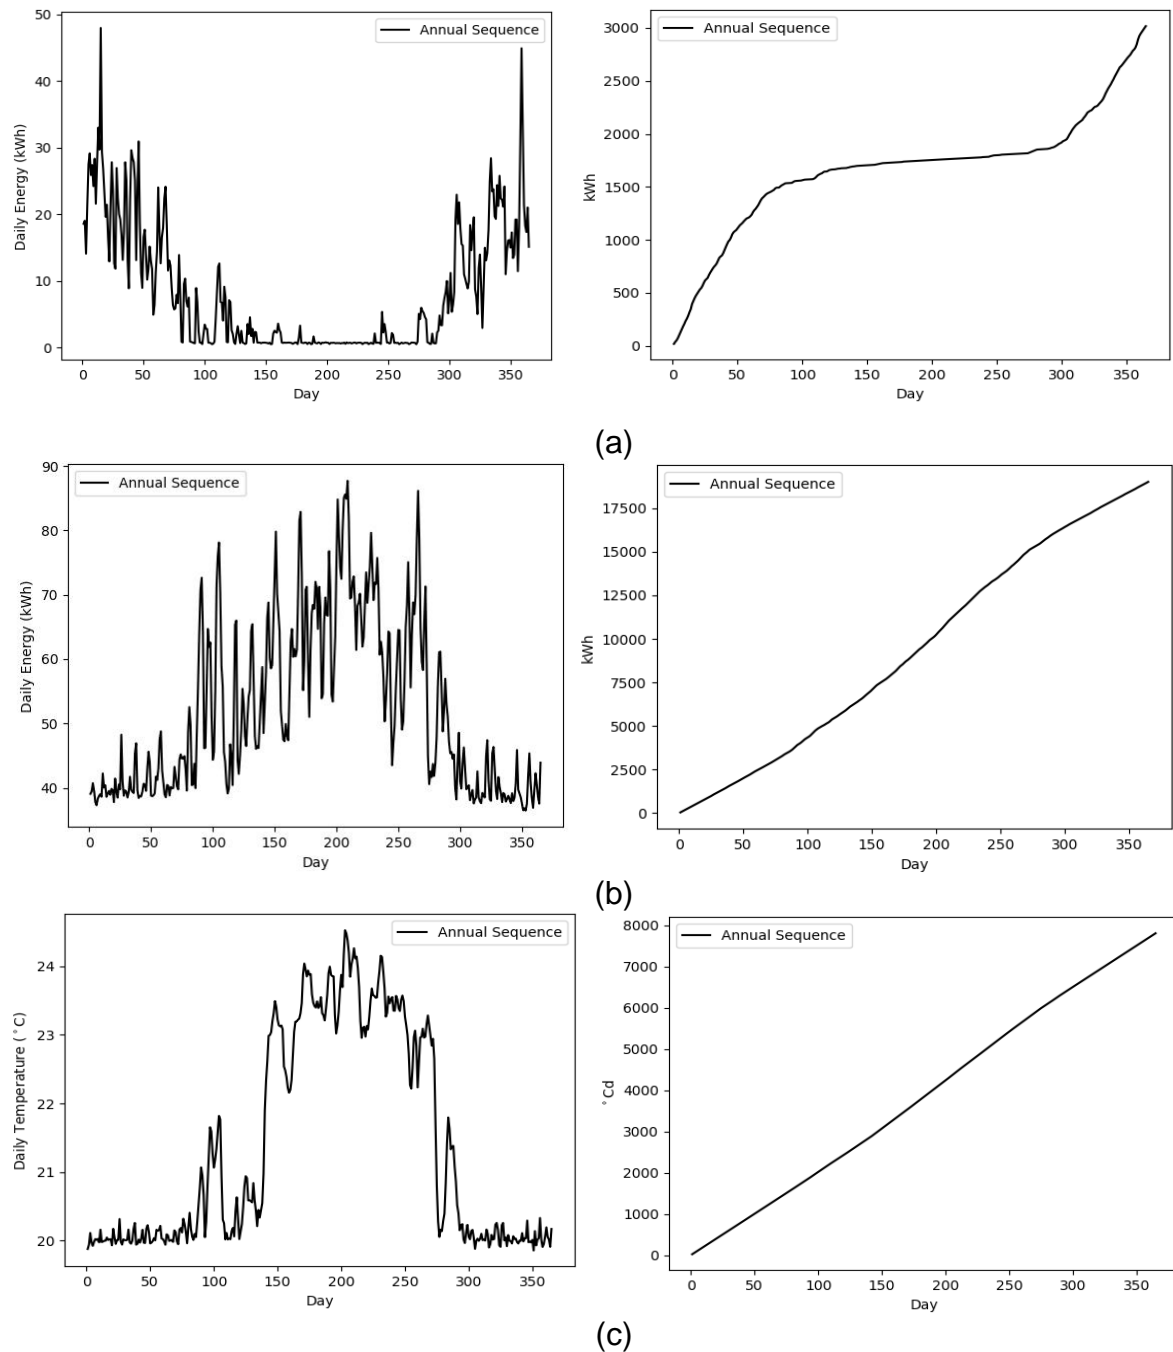 50
40
30
20
10
0
Daily Energy (kWh)
Annual Sequence
0 50 100 150 200 250 300 350
Day
3000
2500
2000
1500
1000
500
0
kWh
Annual Sequence
0 50 100 150 200 250 300 350
Day
(a)
90
80
70
60
50
40
Daily Energy (kWh)
Annual Sequence
0 50 100 150 200 250 300 350
Day
17500
15000
12500
10000
7500
5000
2500
0
kWh
Annual Sequence
0 50 100 150 200 250 300 350
Day
(b)
24
23
22
21
20
Daily Temperature (°C)
Annual Sequence
0 50 100 150 200 250 300 350
Day
8000
7000
6000
5000
4000
3000
2000
1000
0
°Cd
Annual Sequence
0 50 100 150 200 250 300 350
Day
(c)